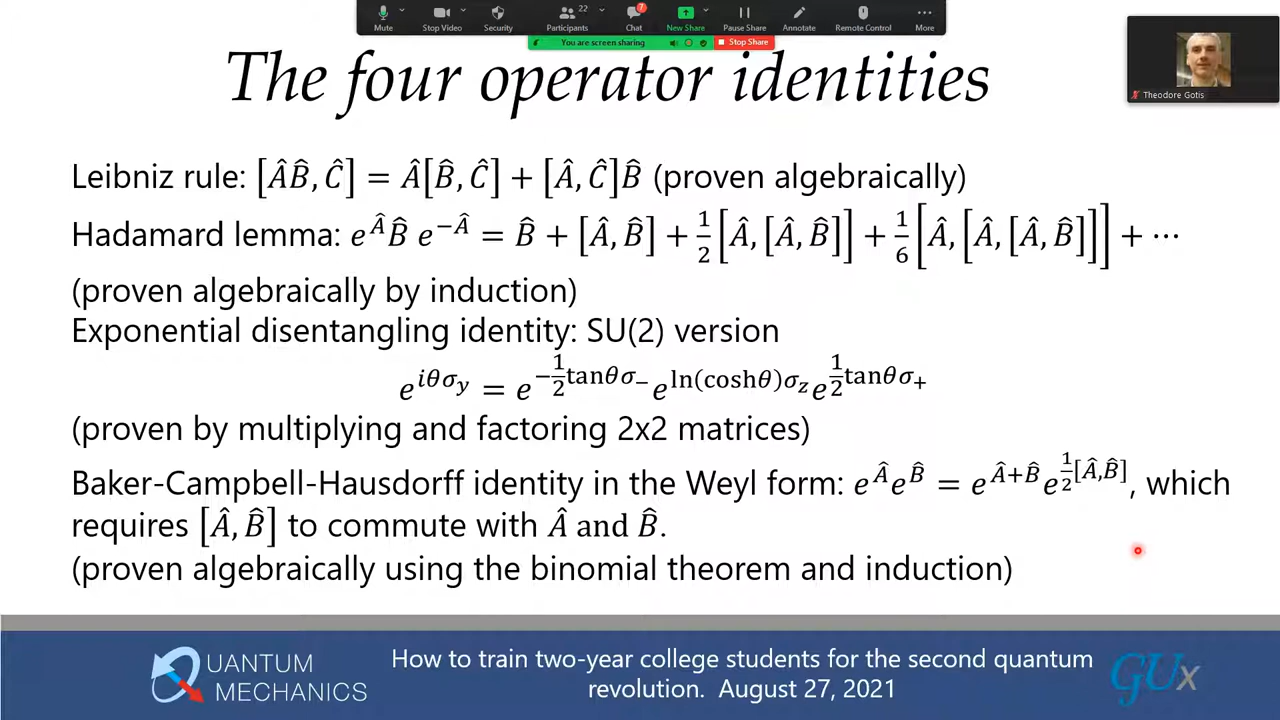 Mute
Stop Video
Security
Participants
22
Chat
7
New Share
Pause Share
Annotate
Remote Control
More
You are screen sharing
Stop Share
Theodore Gotis
The four operator identities
Leibniz rule: [ÂB̂, Ĉ] = Â[B̂, Ĉ] + [Â, Ĉ]B̂ (proven algebraically)
Hadamard lemma: e^Â B̂ e^−Â = B̂ + [Â, B̂] + 1/2 [Â, [Â, B̂]] + 1/6 [Â, [Â, [Â, B̂]]] + ⋯
(proven algebraically by induction)
Exponential disentangling identity: SU(2) version
e^{iθσ_y} = e^{−1/2 tanθσ_−} e^{ln(coshθ)σ_z} e^{1/2 tanθσ_+}
(proven by multiplying and factoring 2x2 matrices)
Baker-Campbell-Hausdorff identity in the Weyl form: e^Â e^B̂ = e^{Â+B̂} e^{1/2[Â,B̂]}, which
requires [Â, B̂] to commute with Â and B̂.
(proven algebraically using the binomial theorem and induction)
QUANTUM
MECHANICS
How to train two-year college students for the second quantum
revolution. August 27, 2021
GUx